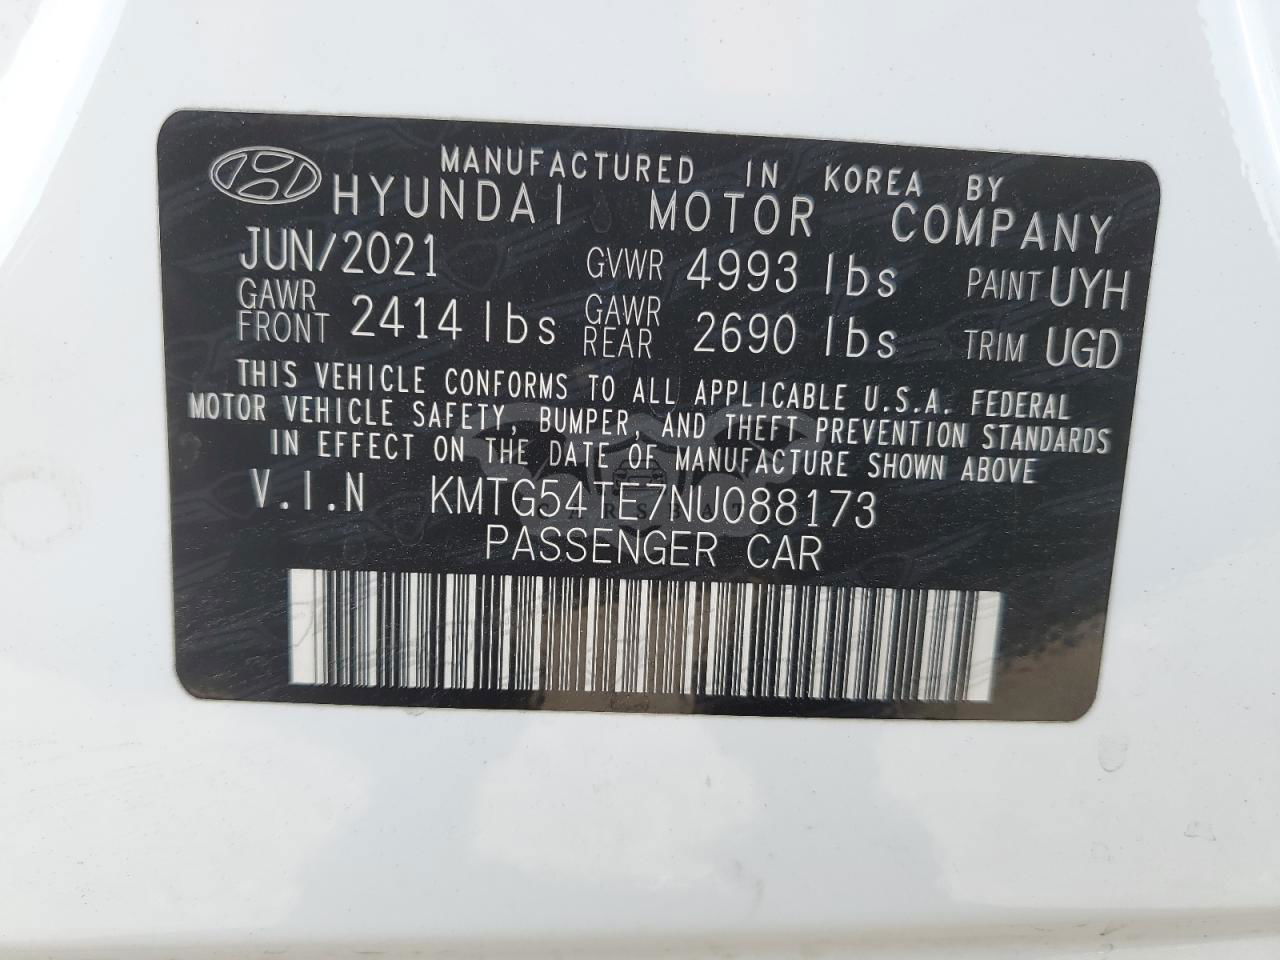 MANUFACTURED IN KOREA BY
HYUNDAI MOTOR COMPANY
JUN/2021 GVWR 4993 lbs PAINT UYH
GAWR FRONT 2414 lbs GAWR REAR 2690 lbs TRIM UGD
THIS VEHICLE CONFORMS TO ALL APPLICABLE U.S.A. FEDERAL
MOTOR VEHICLE SAFETY, BUMPER, AND THEFT PREVENTION STANDARDS
IN EFFECT ON THE DATE OF MANUFACTURE SHOWN ABOVE
V.I.N KMTG54TE7NU088173
PASSENGER CAR